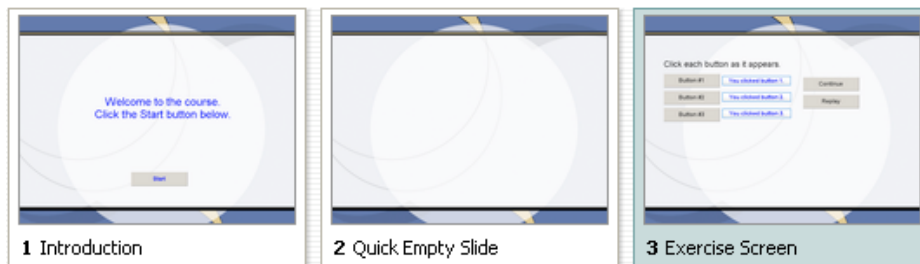 Welcome to the course.
Click the Start button below.
Start
1 Introduction
2 Quick Empty Slide
Click each button as it appears.
Button #1 You clicked button 1. Continue
Button #2 You clicked button 2. Replay
Button #3 You clicked button 3.
3 Exercise Screen